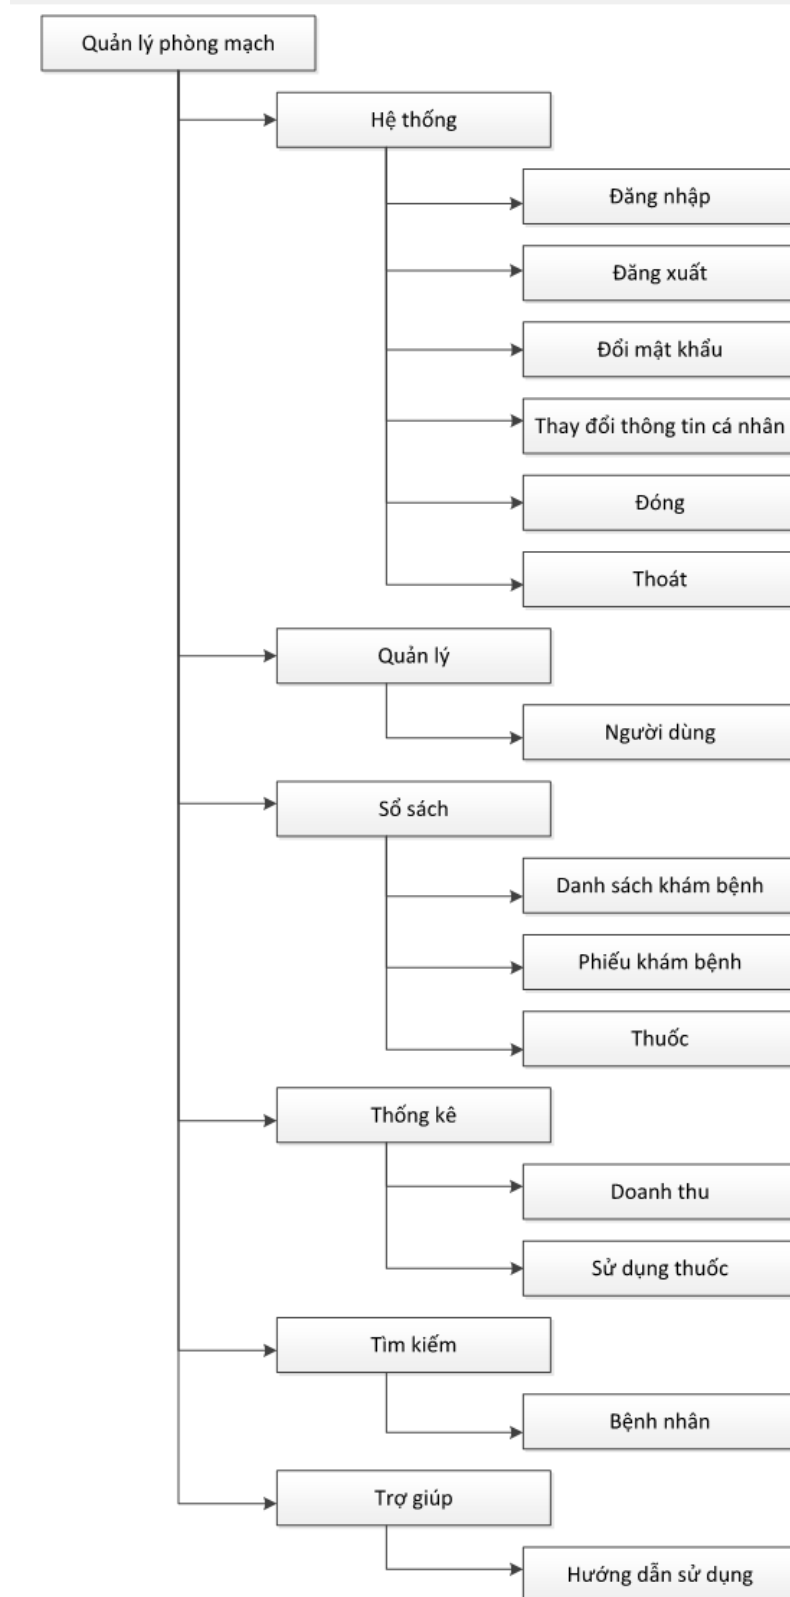 Quản lý phòng mạch
Hệ thống
Đăng nhập
Đăng xuất
Đổi mật khẩu
Thay đổi thông tin cá nhân
Đóng
Thoát
Quản lý
Người dùng
Sổ sách
Danh sách khám bệnh
Phiếu khám bệnh
Thuốc
Thống kê
Doanh thu
Sử dụng thuốc
Tìm kiếm
Bệnh nhân
Trợ giúp
Hướng dẫn sử dụng